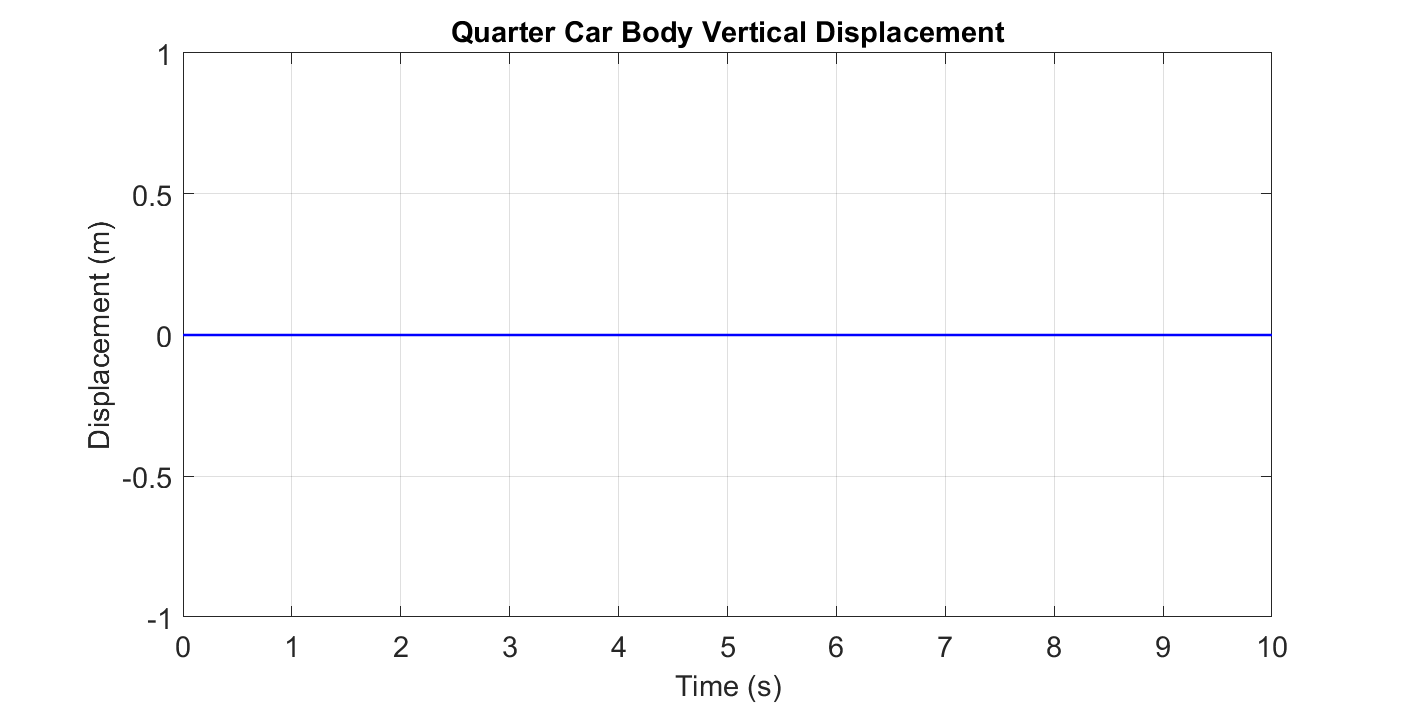 Quarter Car Body Vertical Displacement
1
0.5
0
-0.5
-1
Displacement (m)
0 1 2 3 4 5 6 7 8 9 10
Time (s)